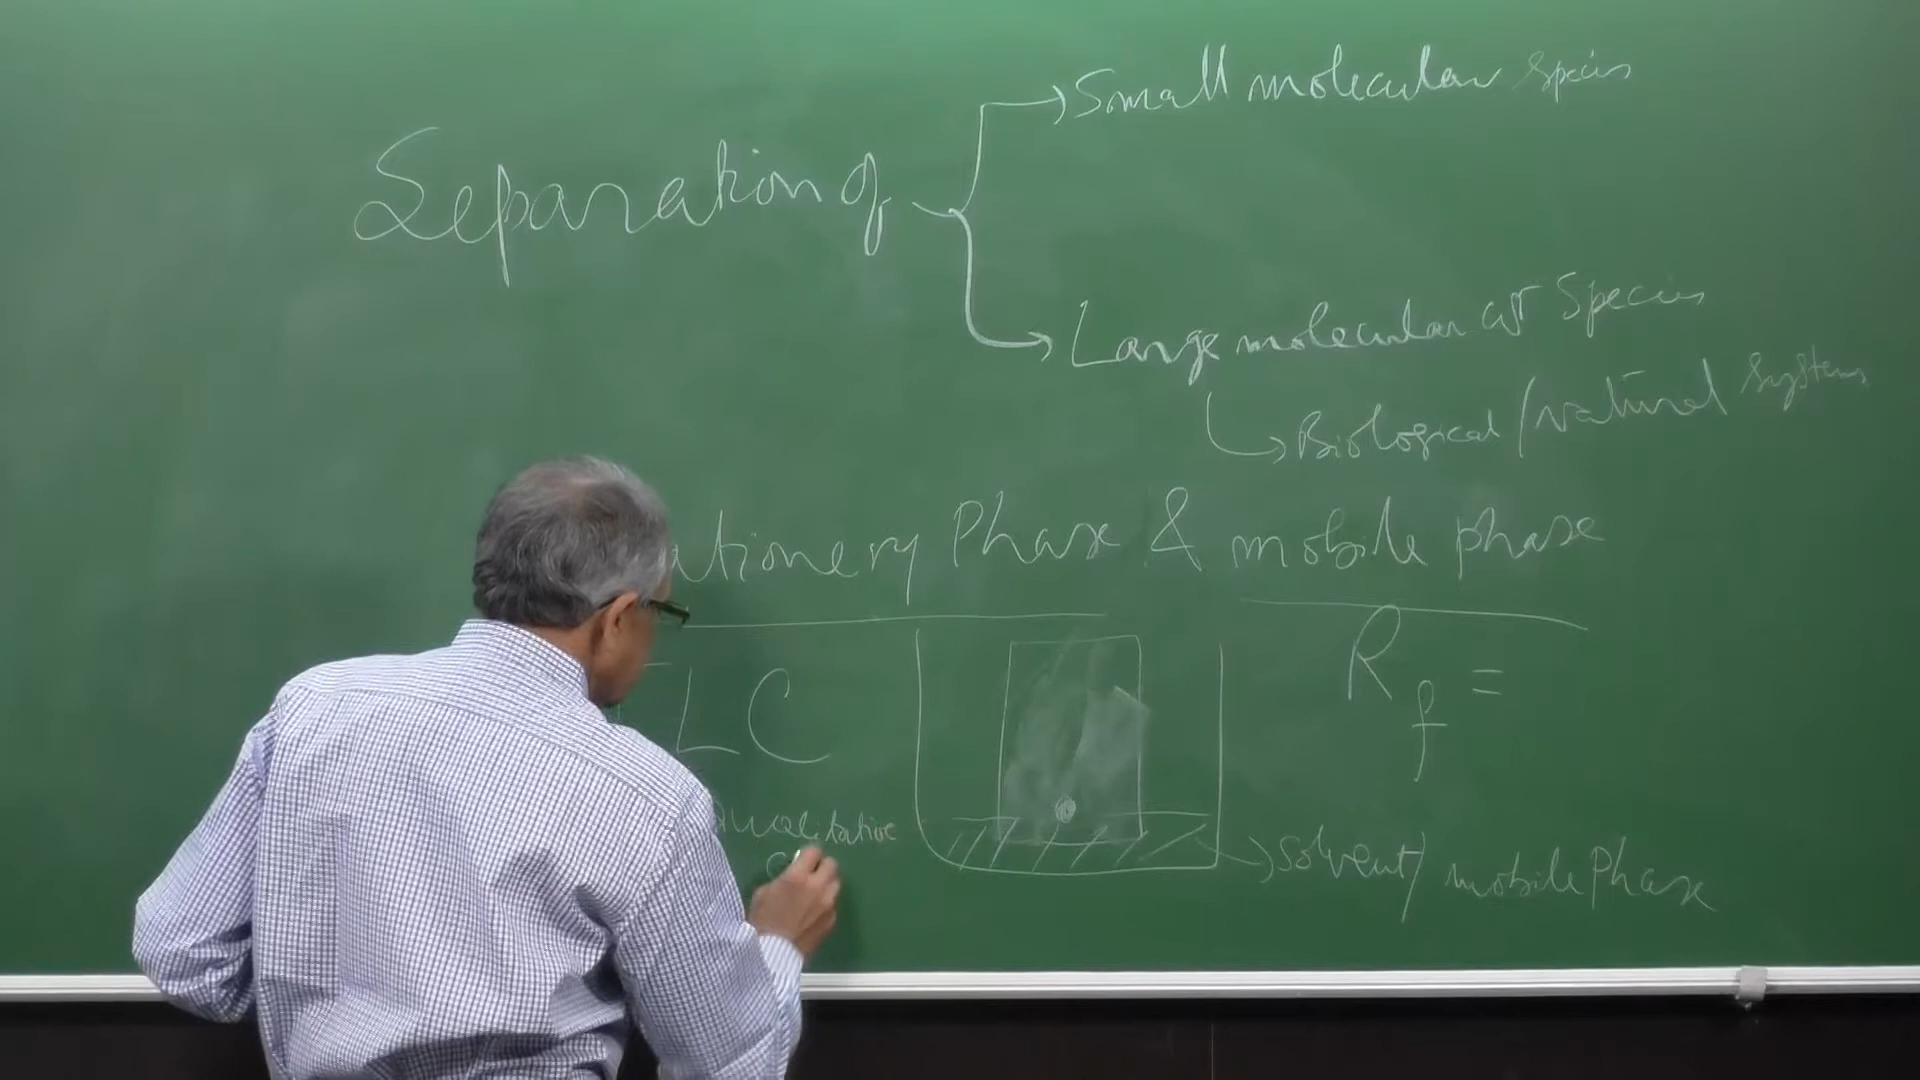 Small molecular Species
Separation of
Large molecular wt Species
Biological/natural systems
ationery Phase & mobile phase
LC
R f =
Qualitative
Solvent/ mobile Phase